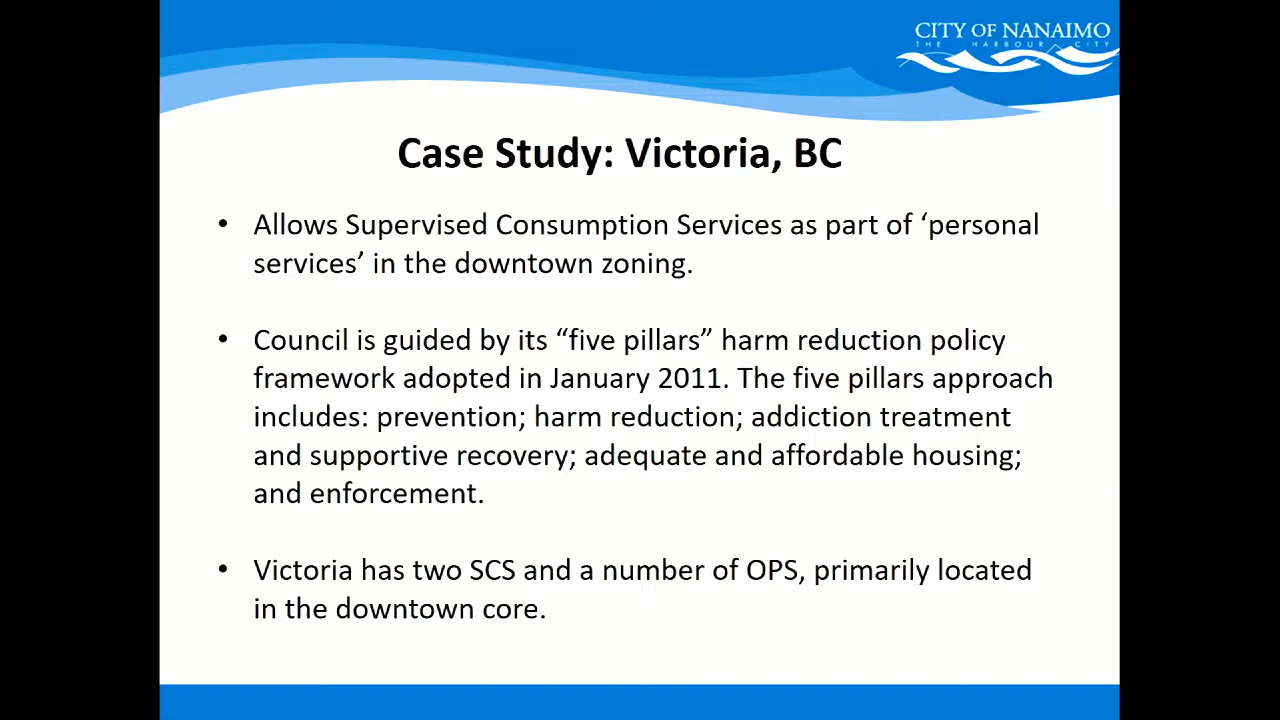 CITY OF NANAIMO
THE HARBOUR CITY
Case Study: Victoria, BC
• Allows Supervised Consumption Services as part of ‘personal
services’ in the downtown zoning.
• Council is guided by its “five pillars” harm reduction policy
framework adopted in January 2011. The five pillars approach
includes: prevention; harm reduction; addiction treatment
and supportive recovery; adequate and affordable housing;
and enforcement.
• Victoria has two SCS and a number of OPS, primarily located
in the downtown core.